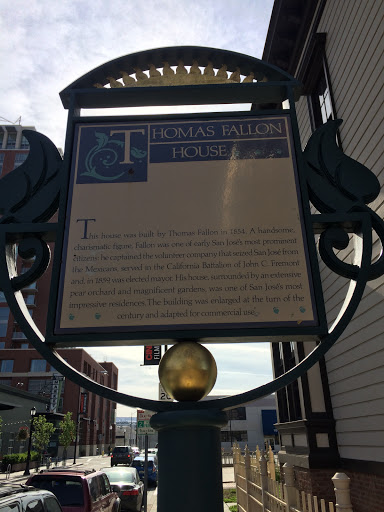 THOMAS FALLON
HOUSE
This house was built by Thomas Fallon in 1854. A handsome,
charismatic figure, Fallon was one of early San José's most prominent
citizens; he captained the volunteer company that seized San José from
the Mexicans, served in the California Battalion of John C. Fremont
and, in 1859 was elected mayor. His house, surrounded by an extensive
pear orchard and magnificent gardens, was one of San José's most
impressive residences. The building was enlarged at the turn of the
century and adapted for commercial use.